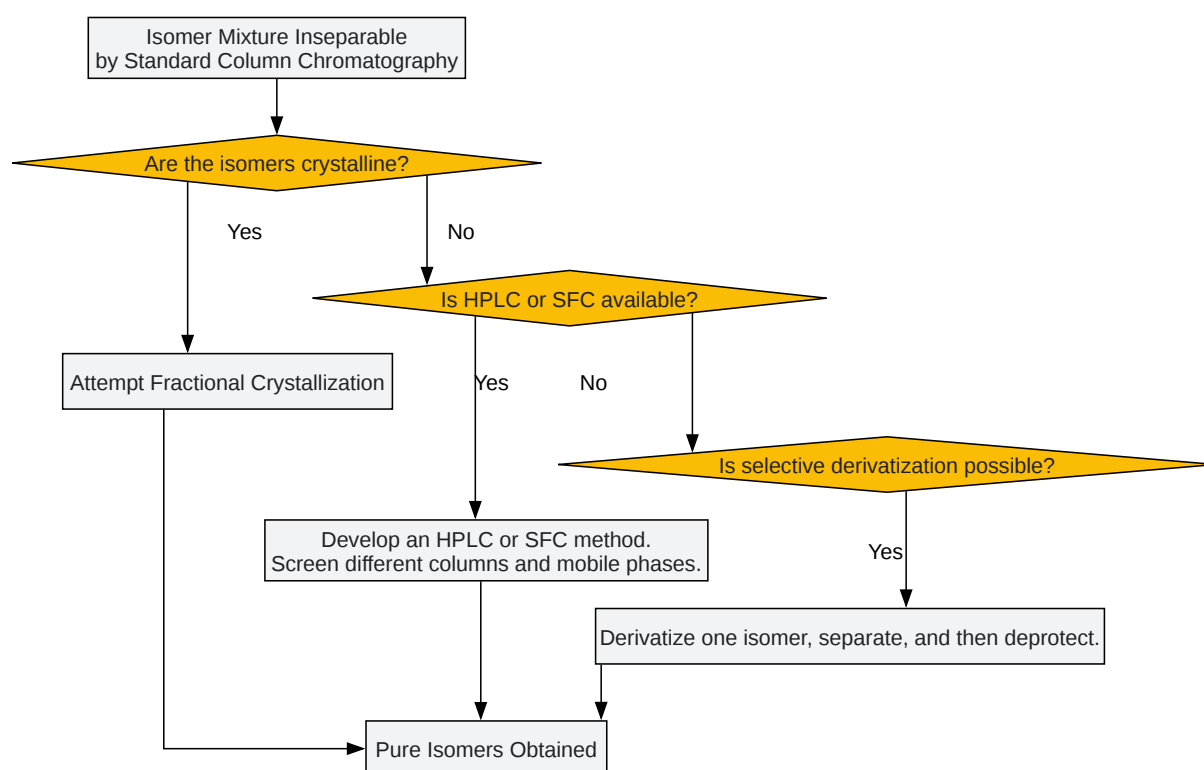 Isomer Mixture Inseparable
by Standard Column Chromatography
Are the isomers crystalline?
Yes
No
Is HPLC or SFC available?
Attempt Fractional Crystallization
Yes
No
Is selective derivatization possible?
Develop an HPLC or SFC method.
Screen different columns and mobile phases.
Yes
Derivatize one isomer, separate, and then deprotect.
Pure Isomers Obtained